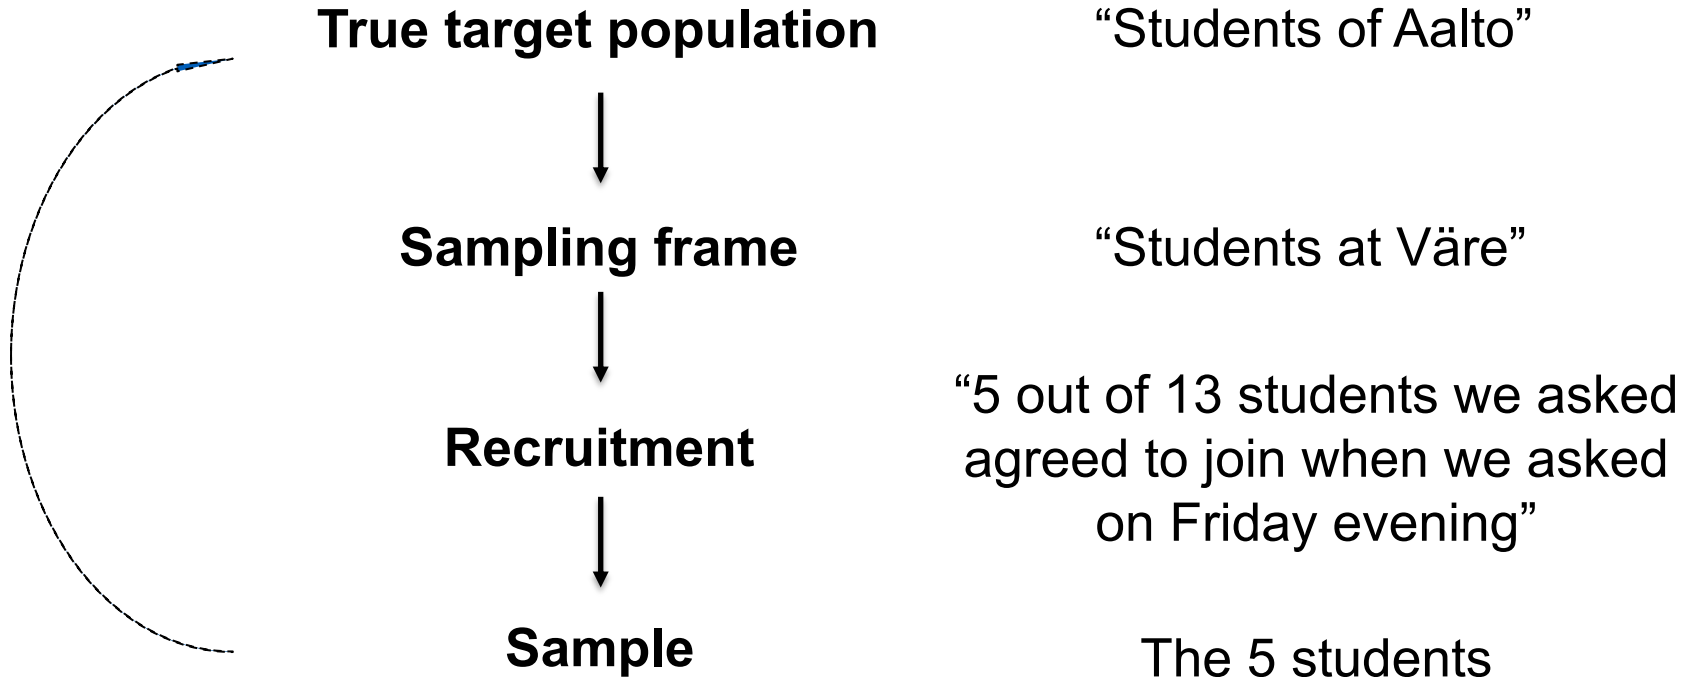 True target population
“Students of Aalto”
Sampling frame
“Students at Väre”
Recruitment
“5 out of 13 students we asked
agreed to join when we asked
on Friday evening”
Sample
The 5 students